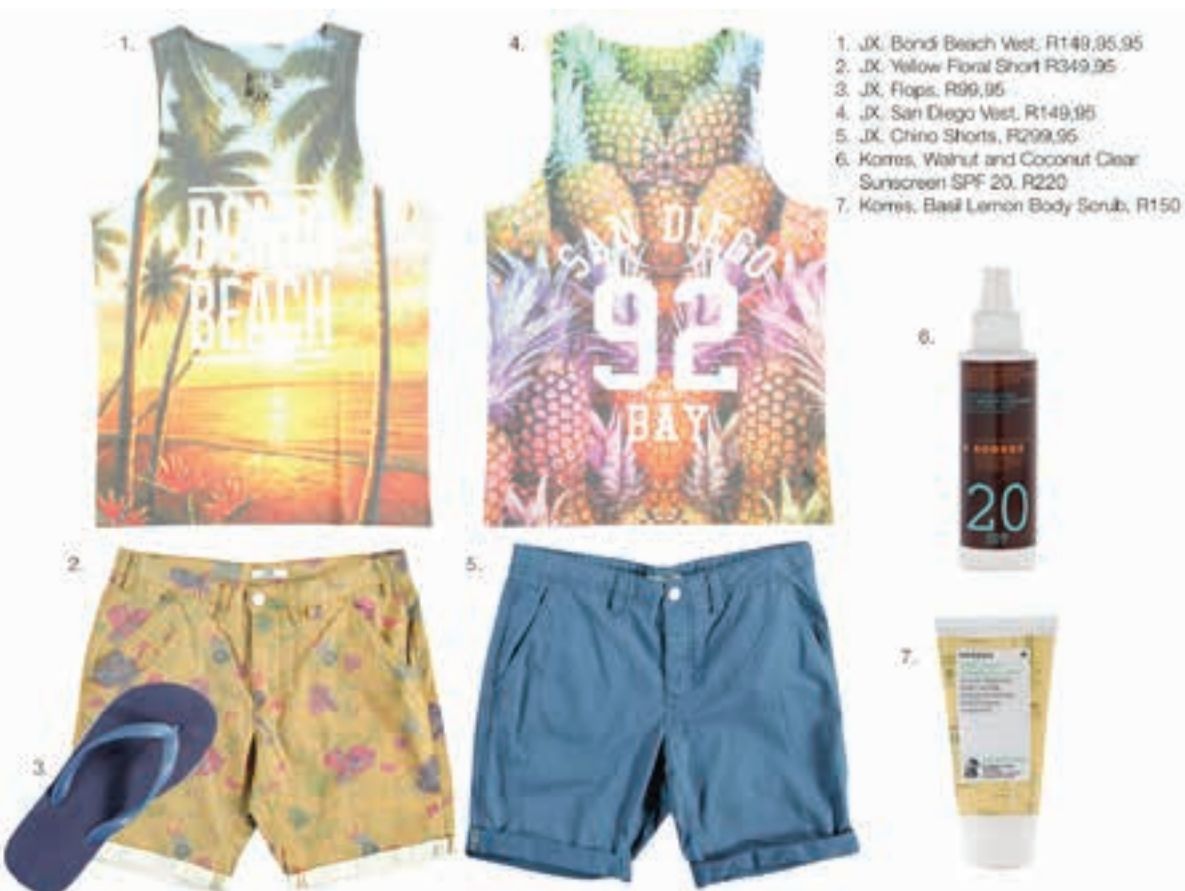 1.
4.
1. JX. Bondi Beach Vest, R149,95.95
2. JX. Yellow Floral Short R349,95
3. JX. Flops, R99,95
4. JX. San Diego Vest, R149,95
5. JX. Chino Shorts, R299,95
6. Korres, Walnut and Coconut Clear
Sunscreen SPF 20. R220
7. Korres, Basil Lemon Body Scrub, R150
BONDI
BEACH
SAN DIEGO
92
BAY
6.
KORRES
20
2.
5.
7.
3.